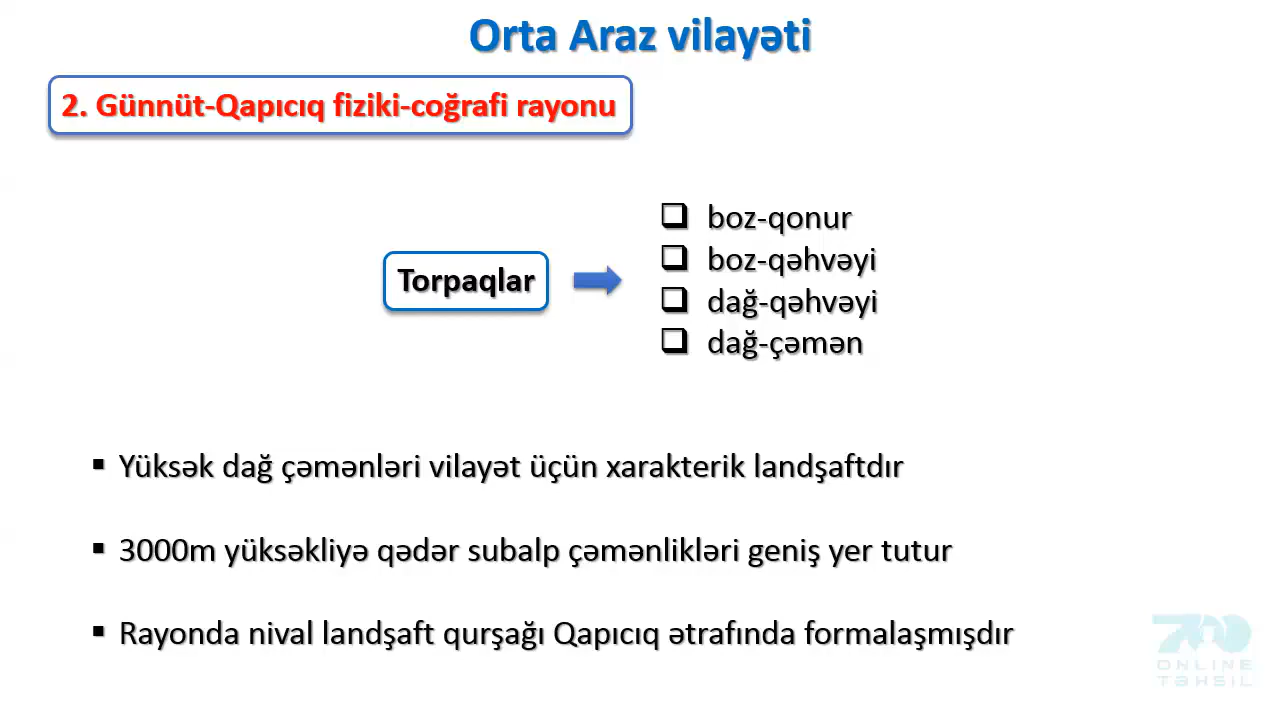 Orta Araz vilayəti
2. Günnüt-Qapıcıq fiziki-coğrafi rayonu
Torpaqlar
boz-qonur
boz-qəhvəyi
dağ-qəhvəyi
dağ-çəmən
Yüksək dağ çəmənləri vilayət üçün xarakterik landşaftdır
3000m yüksəkliyə qədər subalp çəmənlikləri geniş yer tutur
Rayonda nival landşaft qurşağı Qapıcıq ətrafında formalaşmışdır
700
ONLINE
TƏHSİL